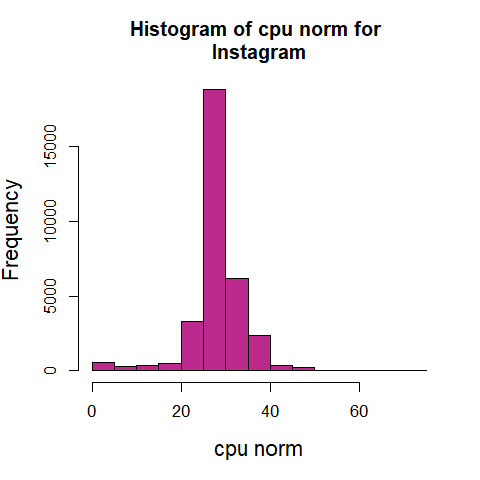 Histogram of cpu norm for
Instagram
Frequency
15000
10000
5000
0
0 20 40 60
cpu norm